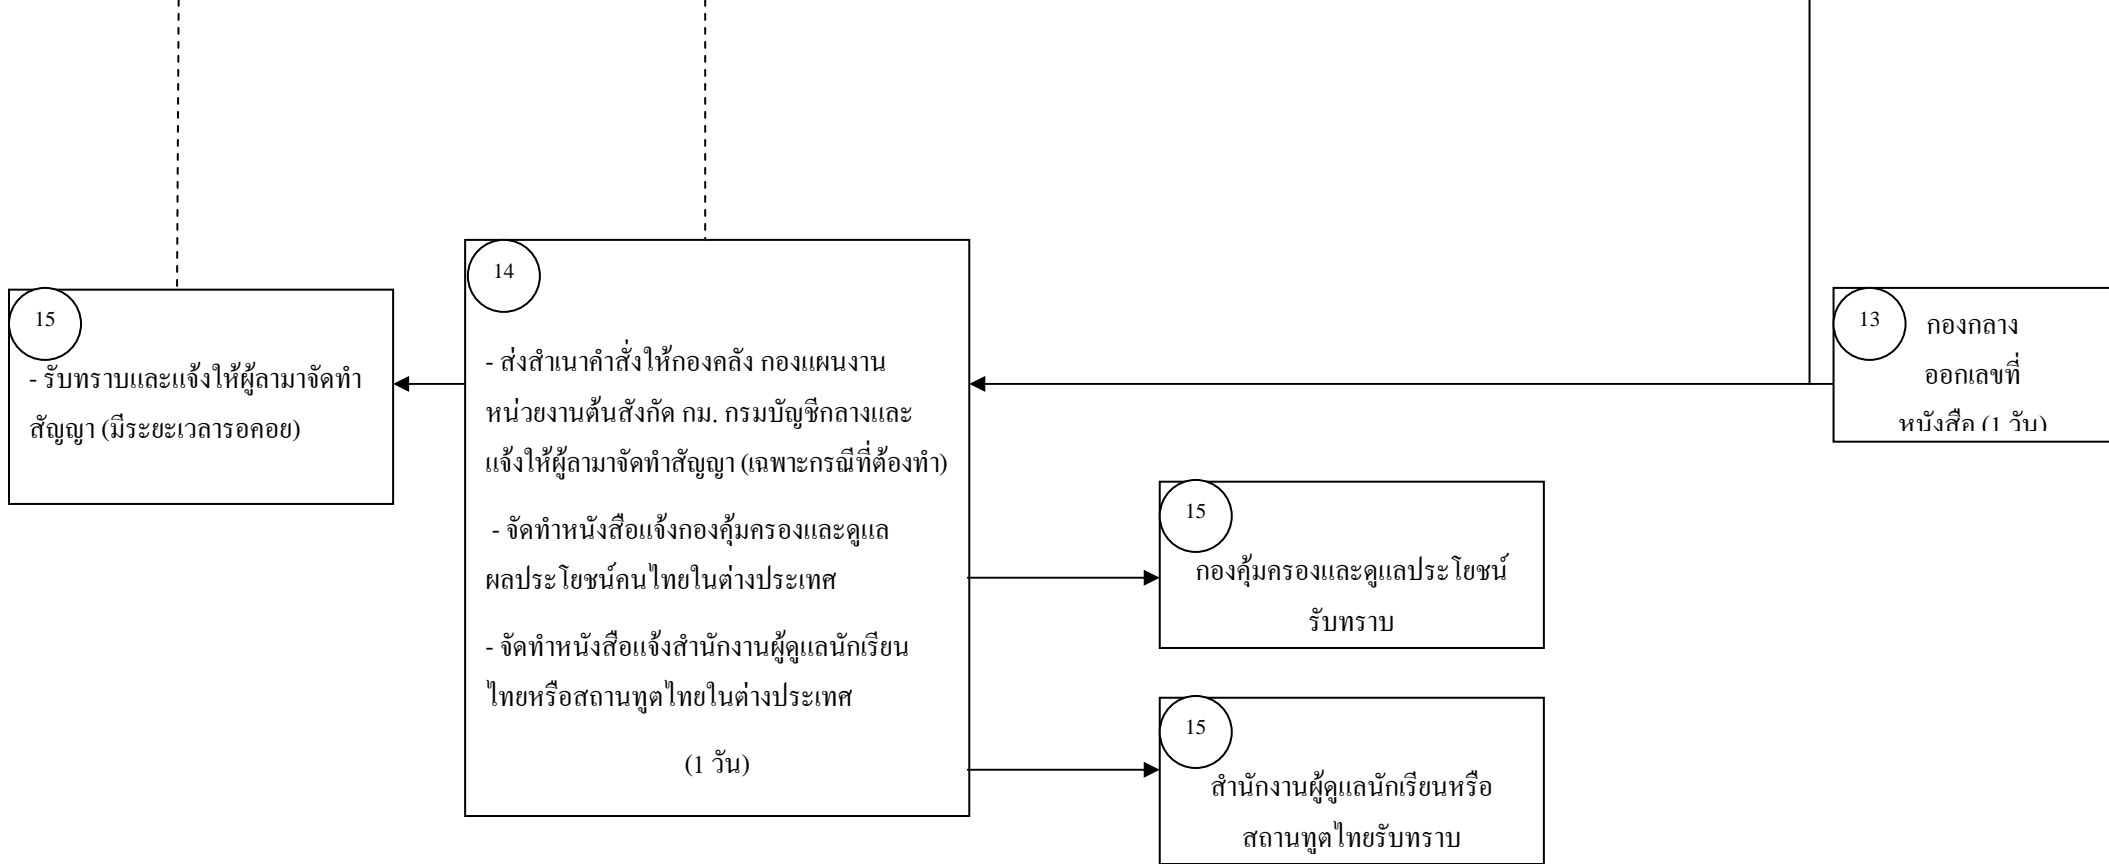 15
- รับทราบและแจ้งให้ผู้ลามาจัดทำ
สัญญา (มีระยะเวลารอคอย)
14
- ส่งสำเนาคำสั่งให้กองคลัง กองแผนงาน
หน่วยงานต้นสังกัด กม. กรมบัญชีกลางและ
แจ้งให้ผู้ลามาจัดทำสัญญา (เฉพาะกรณีที่ต้องทำ)
- จัดทำหนังสือแจ้งกองคุ้มครองและดูแล
ผลประโยชน์คนไทยในต่างประเทศ
- จัดทำหนังสือแจ้งสำนักงานผู้ดูแลนักเรียน
ไทยหรือสถานทูตไทยในต่างประเทศ
(1 วัน)
13
กองกลาง
ออกเลขที่
หนังสือ (1 วัน)
15
กองคุ้มครองและดูแลประโยชน์
รับทราบ
15
สำนักงานผู้ดูแลนักเรียนหรือ
สถานทูตไทยรับทราบ